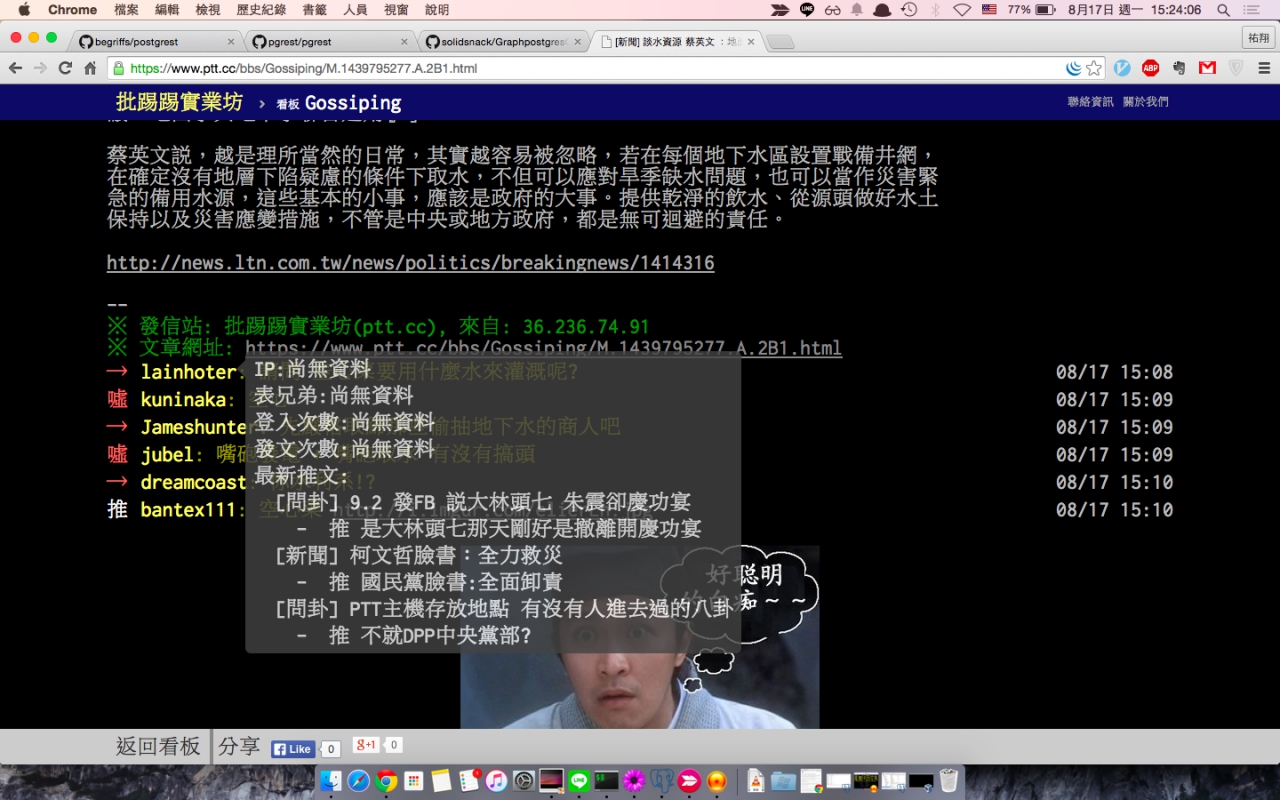 Chrome 檔案 編輯 檢視 歷史紀錄 書籤 人員 視窗 說明 77% 8月17日 週一 15:24:06
begriffs/postgrest pgrest/pgrest solidsnack/Graphpostgres [新聞] 談水資源 蔡英文 : 祐翔
https://www.ptt.cc/bbs/Gossiping/M.1439795277.A.2B1.html ABP
批踢踢實業坊 › 看板 Gossiping 聯絡資訊 關於我們
蔡英文説,越是理所當然的日常,其實越容易被忽略,若在每個地下水區設置戰備井網,
在確定沒有地層下陷疑慮的條件下取水,不但可以應對旱季缺水問題,也可以當作災害緊
急的備用水源,這些基本的小事,應該是政府的大事。提供乾淨的飲水、從源頭做好水土
保持以及災害應變措施,不管是中央或地方政府,都是無可迴避的責任。
http://news.ltn.com.tw/news/politics/breakingnews/1414316
--
※ 發信站: 批踢踢實業坊(ptt.cc), 來自: 36.236.74.91
※ 文章網址: https://www.ptt.cc/bbs/Gossiping/M.1439795277.A.2B1.html
→ lainhoter: 要用什麼水來灌溉呢? 08/17 15:08
噓 kuninaka: 08/17 15:09
→ Jameshunter 偷抽地下水的商人吧 08/17 15:09
噓 jubel: 嘴砲 有沒有搞頭 08/17 15:09
→ dreamcoast !? 08/17 15:10
推 bantex111: 08/17 15:10
IP:尚無資料
表兄弟:尚無資料
登入次數:尚無資料
發文次數:尚無資料
最新推文:
[問卦] 9.2 發FB 説大林頭七 朱震卻慶功宴
- 推 是大林頭七那天剛好是撤離開慶功宴
[新聞] 柯文哲臉書:全力救災
- 推 國民黨臉書:全面卸責
[問卦] PTT主機存放地點 有沒有人進去過的八卦
- 推 不就DPP中央黨部?
好聰明
的白痴~~
返回看板 分享 Like 0 g+1 0